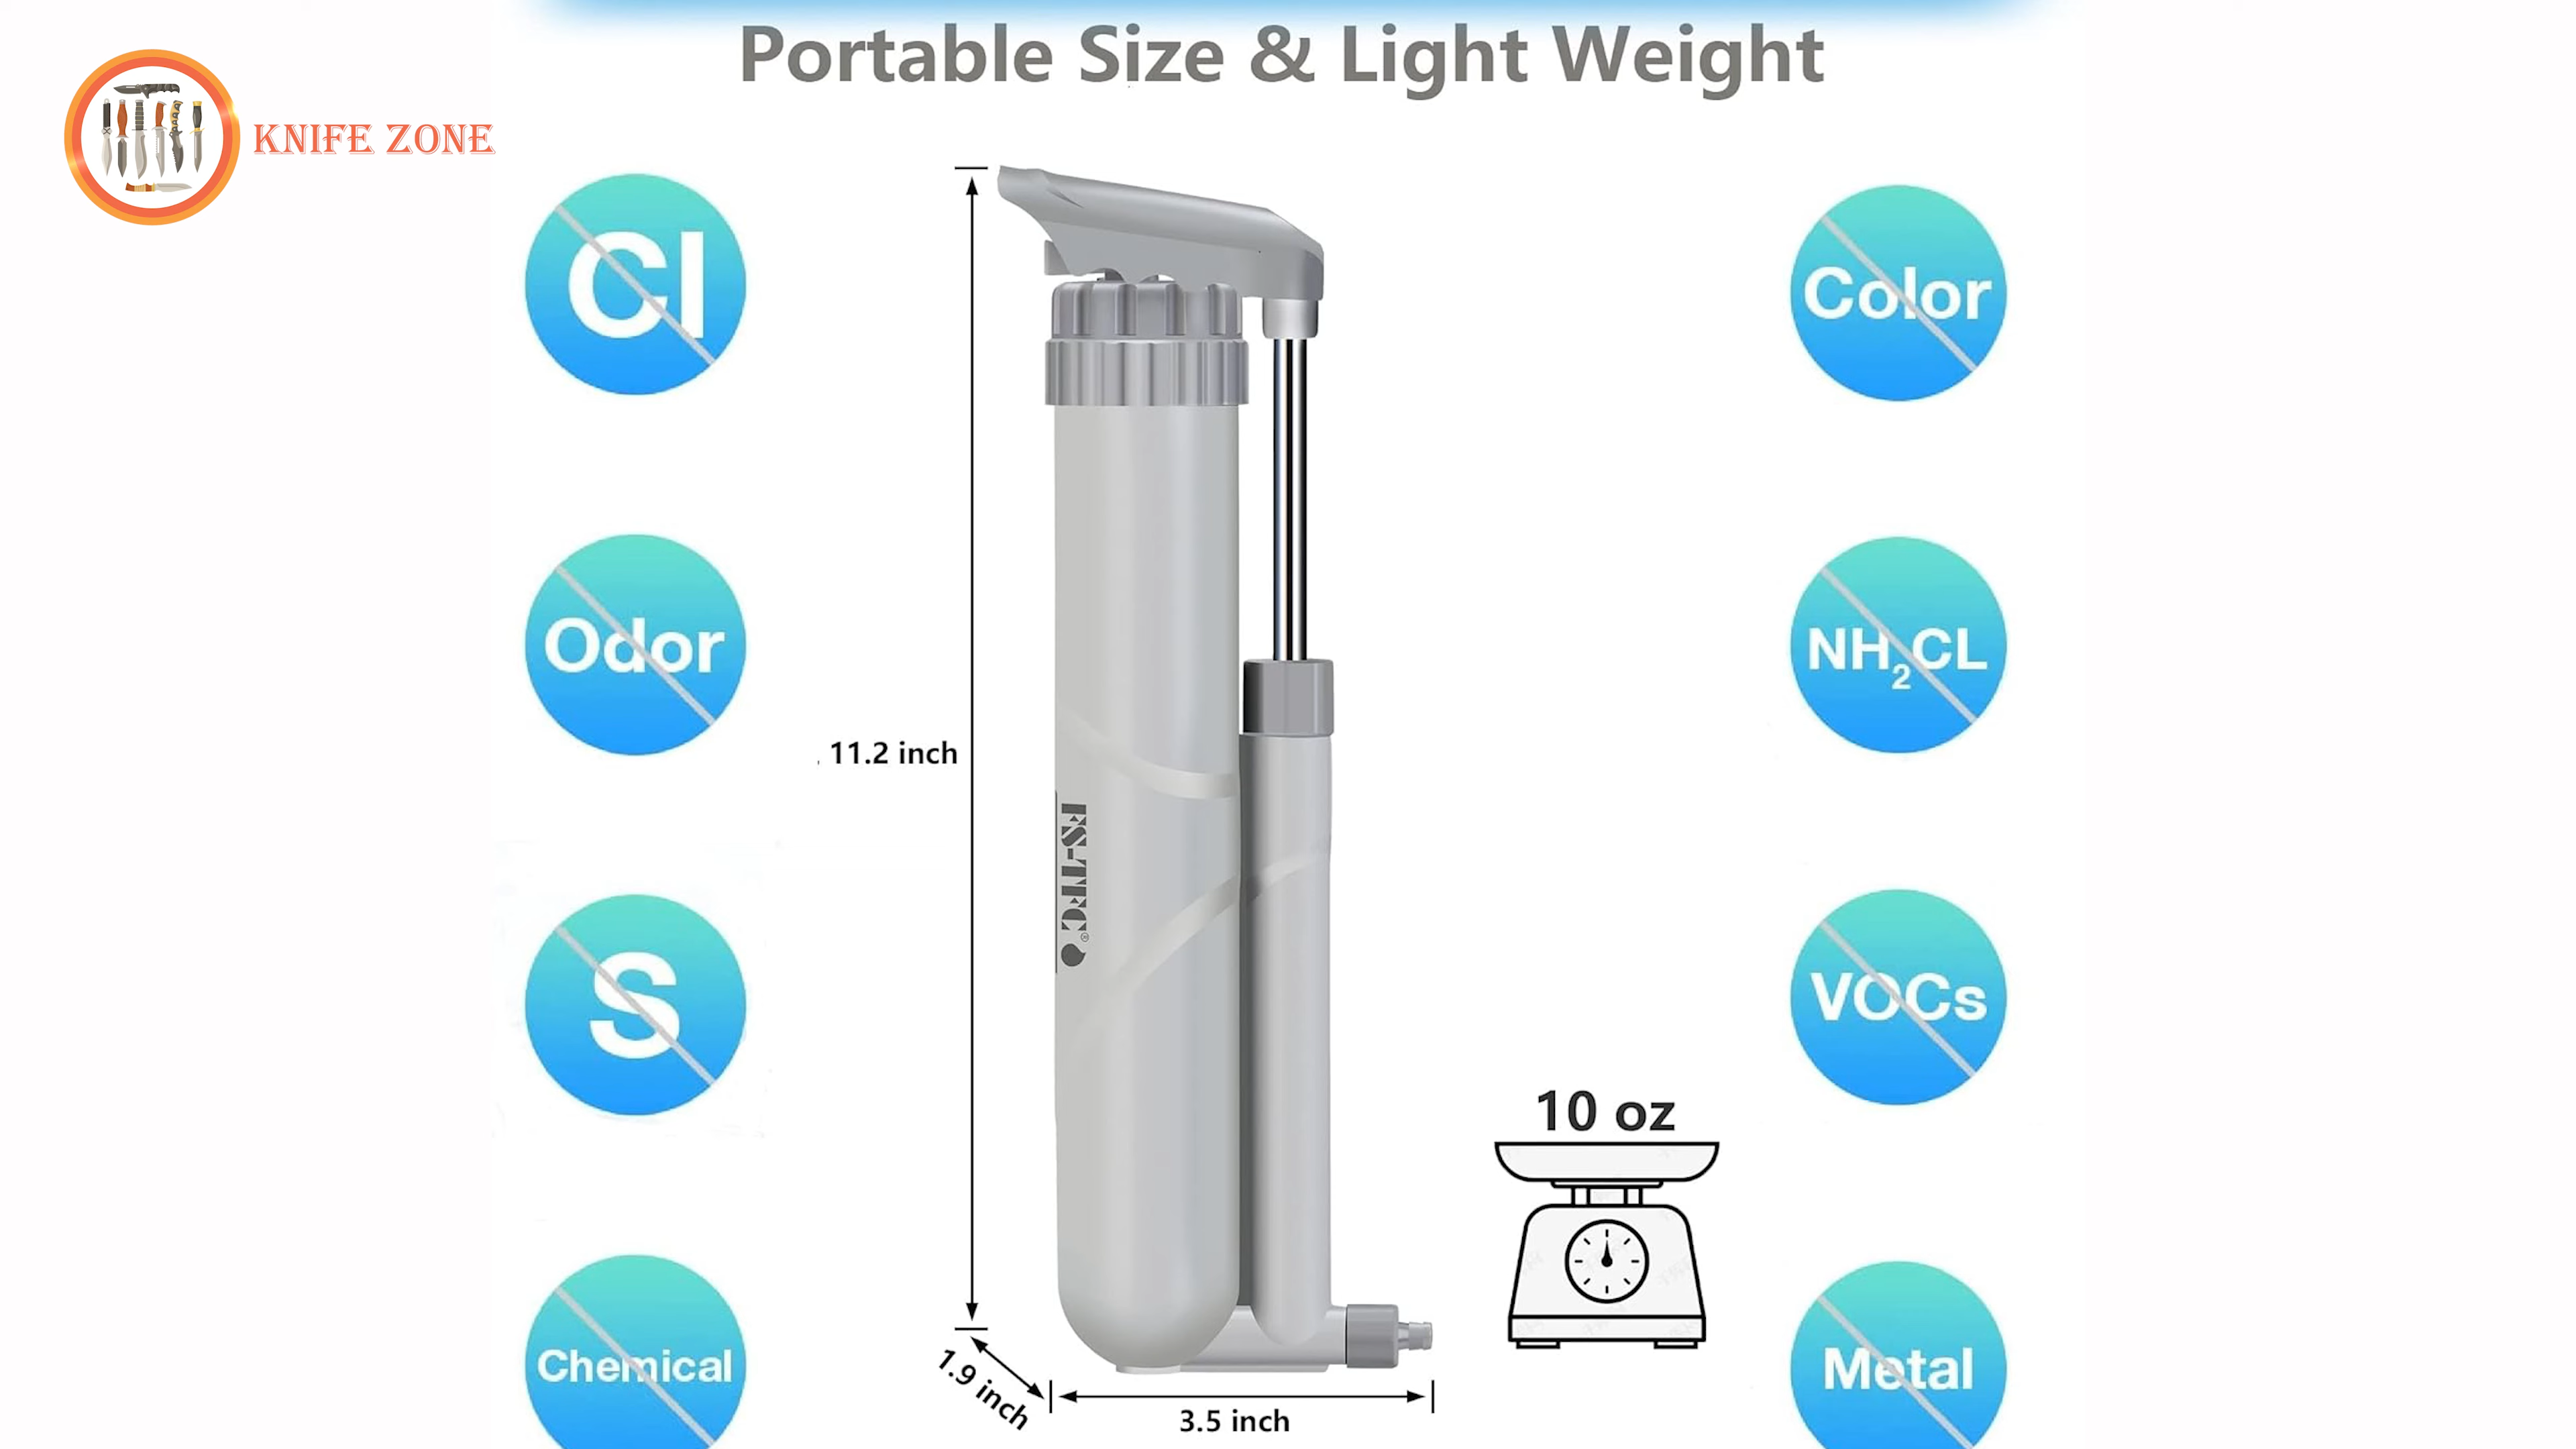 Portable Size & Light Weight
KNIFE ZONE
Cl
Color
Odor
NH2CL
11.2 inch
FS-TFC®
S
VOCs
10 oz
Chemical
Metal
1.9 inch
3.5 inch